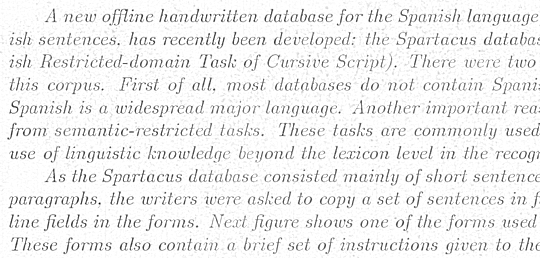 A new offline handwritten database for the Spanish language
ish sentences, has recently been developed: the Spartacus databas
ish Restricted-domain Task of Cursive Script). There were two
this corpus. First of all, most databases do not contain Spani
Spanish is a widespread major language. Another important rea
from semantic-restricted tasks. These tasks are commonly used
use of linguistic knowledge beyond the lexicon level in the recogn
As the Spartacus database consisted mainly of short sentence
paragraphs, the writers were asked to copy a set of sentences in f
line fields in the forms. Next figure shows one of the forms used
These forms also contain a brief set of instructions given to the